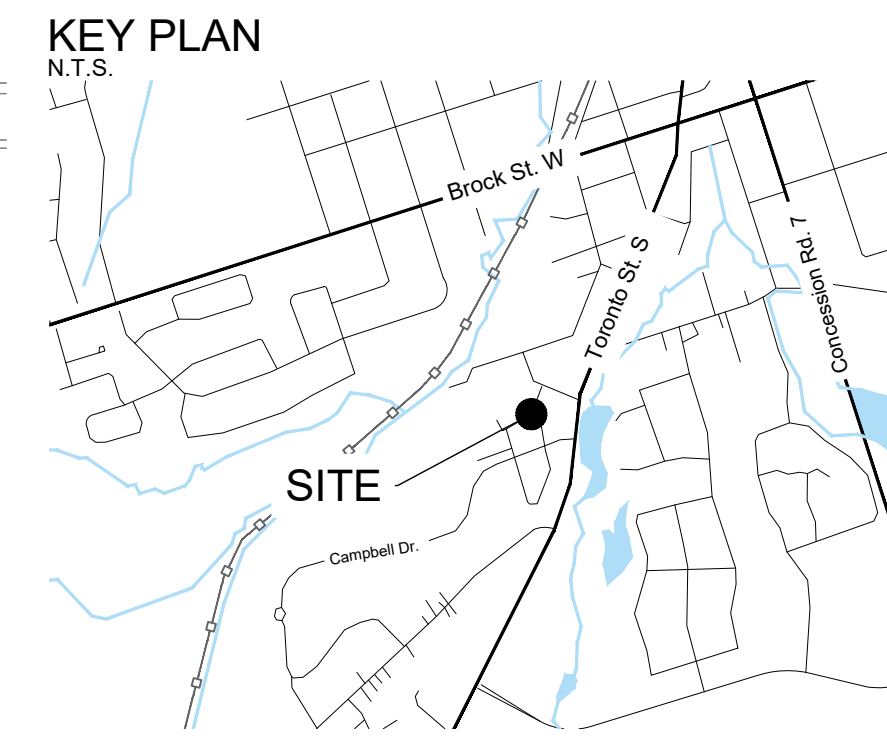 KEY PLAN
N.T.S.
Brock St. W
Toronto St. S
Concession Rd. 7
SITE
Campbell Dr.